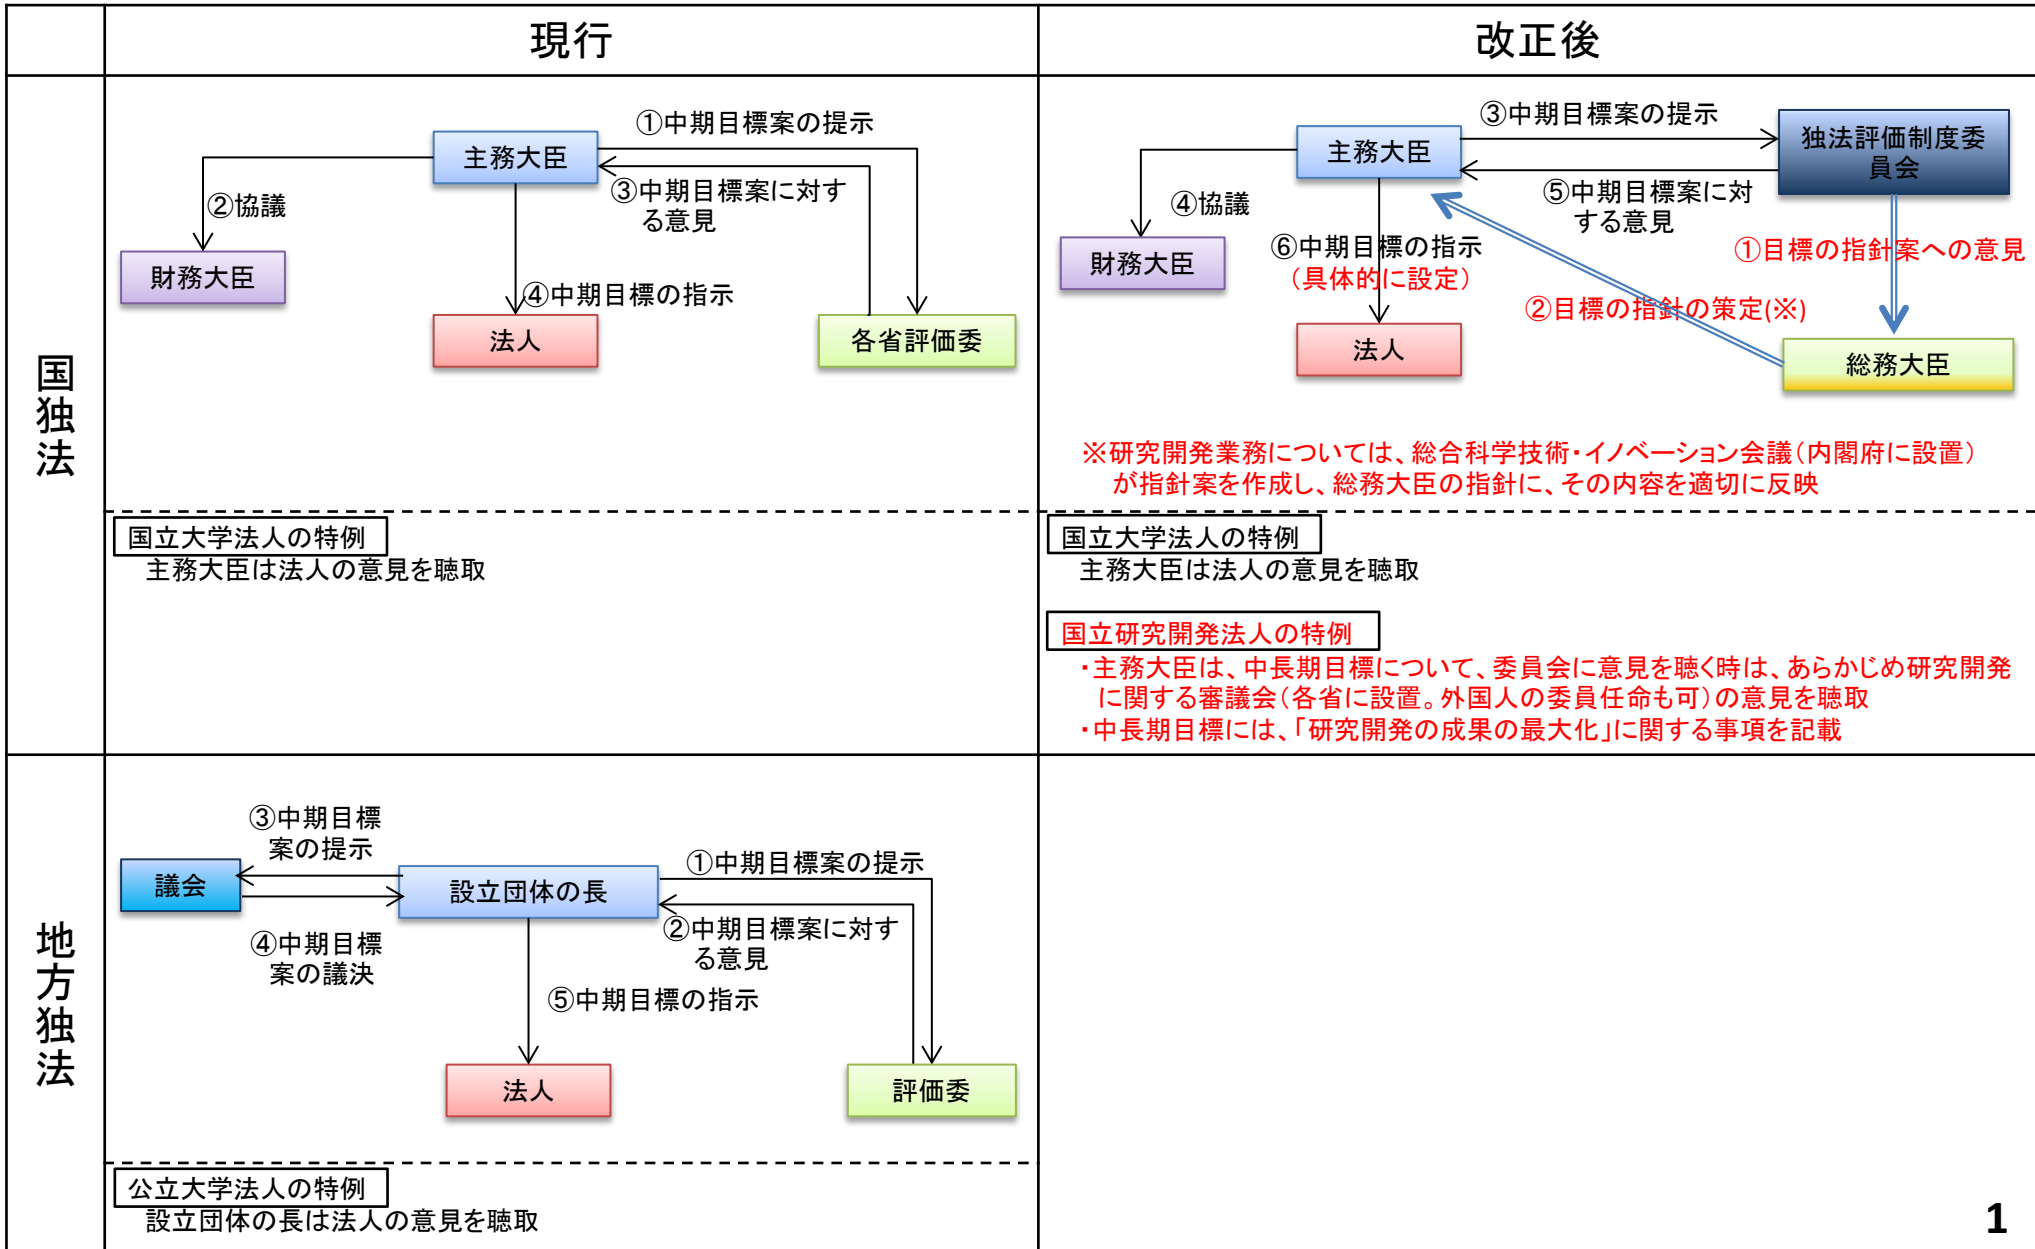 現行
改正後
国独法
①中期目標案の提示
主務大臣
③中期目標案に対す
る意見
②協議
財務大臣
④中期目標の指示
法人
各省評価委
国立大学法人の特例
主務大臣は法人の意見を聴取
③中期目標案の提示
主務大臣
独法評価制度委
員会
⑤中期目標案に対
する意見
④協議
財務大臣
⑥中期目標の指示
（具体的に設定）
①目標の指針案への意見
②目標の指針の策定(※)
法人
総務大臣
※研究開発業務については、総合科学技術・イノベーション会議（内閣府に設置）
が指針案を作成し、総務大臣の指針に、その内容を適切に反映
国立大学法人の特例
主務大臣は法人の意見を聴取
国立研究開発法人の特例
・主務大臣は、中長期目標について、委員会に意見を聴く時は、あらかじめ研究開発
に関する審議会（各省に設置。外国人の委員任命も可）の意見を聴取
・中長期目標には、「研究開発の成果の最大化」に関する事項を記載
地方独法
③中期目標
案の提示
議会
設立団体の長
①中期目標案の提示
②中期目標案に対す
る意見
④中期目標
案の議決
⑤中期目標の指示
法人
評価委
公立大学法人の特例
設立団体の長は法人の意見を聴取
1